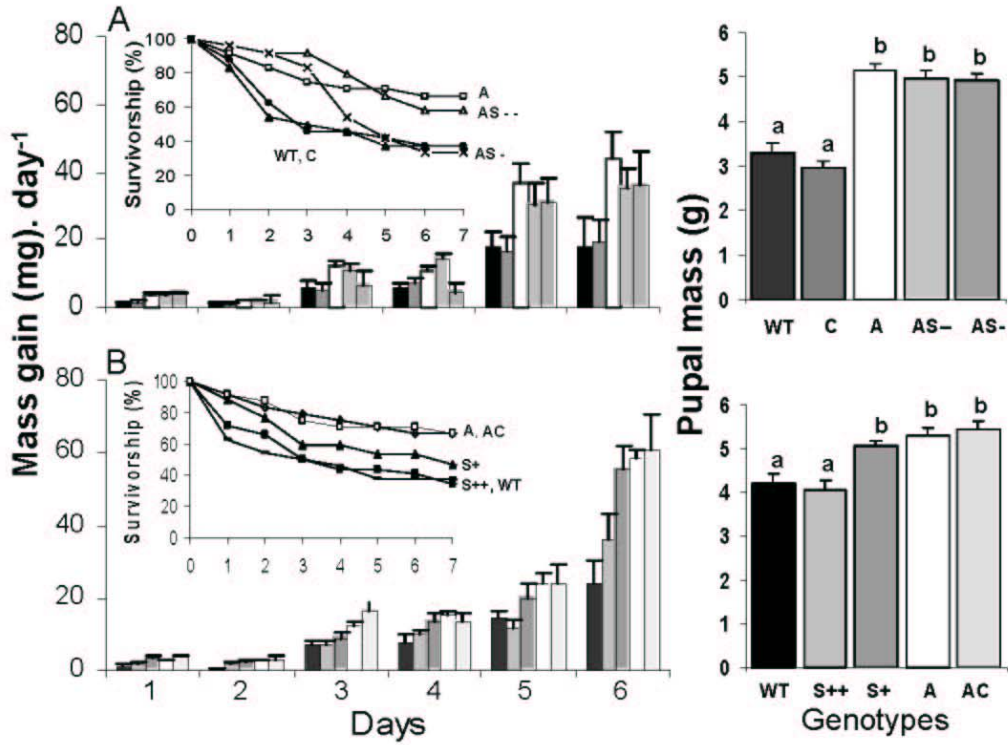 A
Mass gain (mg). day-1
80
60
40
20
0
Survivorship (%)
100
80
60
40
20
0
0 1 2 3 4 5 6 7
A
AS - -
WT, C
AS -
Pupal mass (g)
6
5
4
3
2
1
0
a a b b b
WT C A AS-- AS-
B
80
60
40
20
0
Survivorship (%)
100
80
60
40
20
0
0 1 2 3 4 5 6 7
A, AC
S+
S++, WT
1 2 3 4 5 6
Days
6
5
4
3
2
1
0
a a b b b
WT S++ S+ A AC
Genotypes